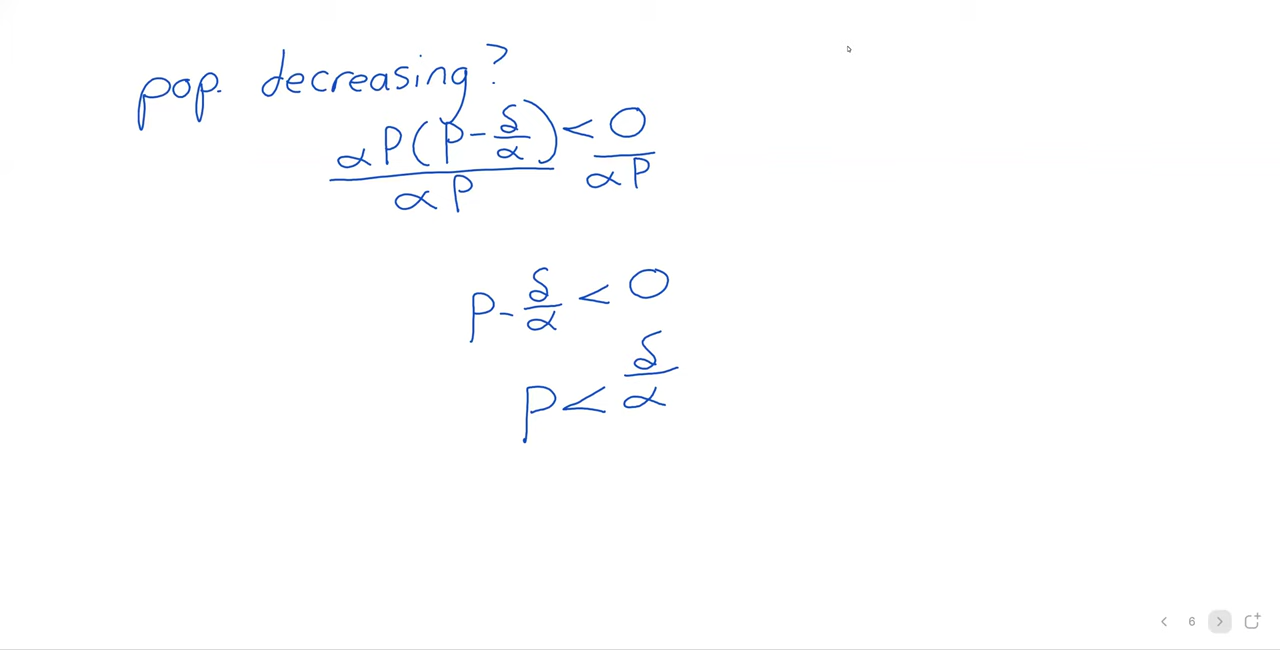 pop. decreasing?
αP(P - δ/α)/αP < 0/αP
P - δ/α < 0
P < δ/α
6